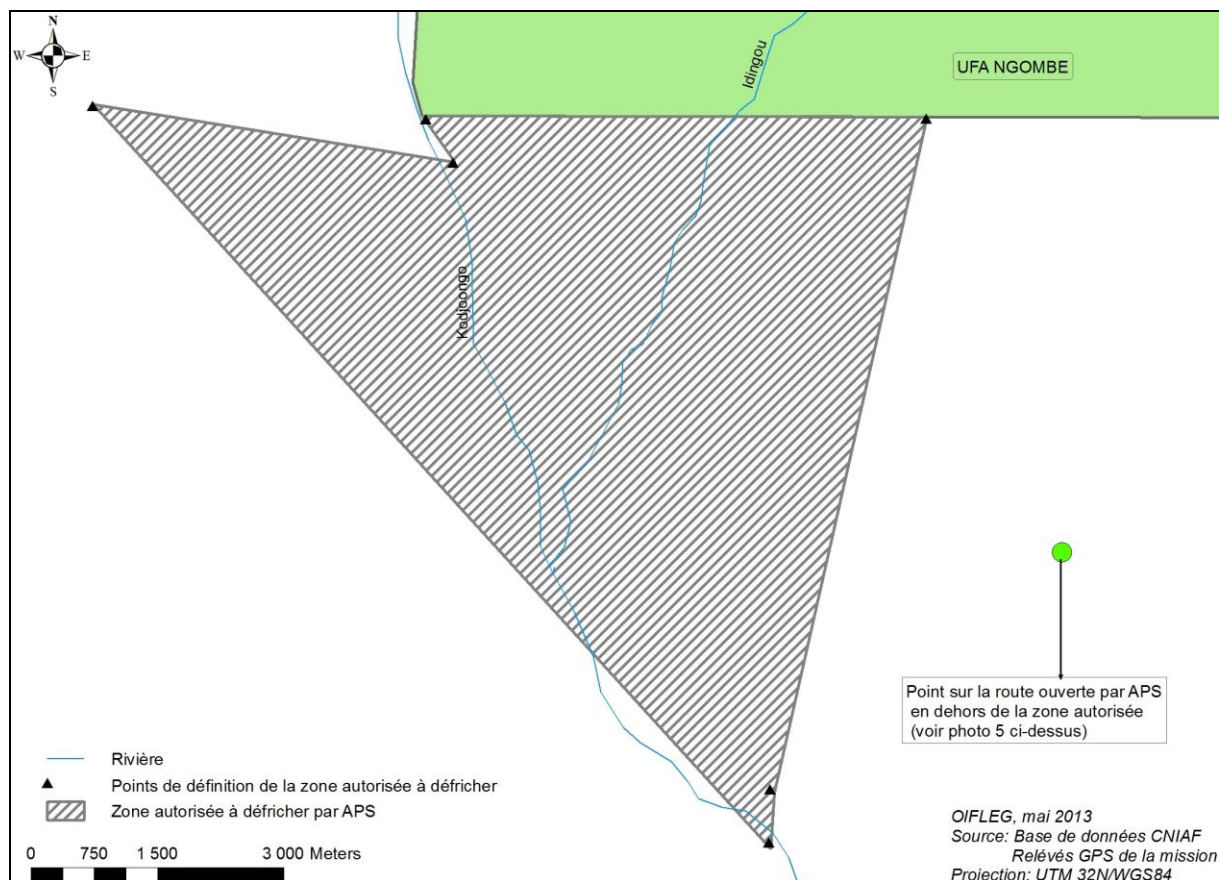 N
W E
S
UFA NGOMBE
Idingou
Kodjoongo
Point sur la route ouverte par APS
en dehors de la zone autorisée
(voir photo 5 ci-dessus)
Rivière
Points de définition de la zone autorisée à défricher
Zone autorisée à défricher par APS
0 750 1 500 3 000 Meters
OIFLEG, mai 2013
Source: Base de données CNIAF
Relévés GPS de la mission
Projection: UTM 32N/WGS84